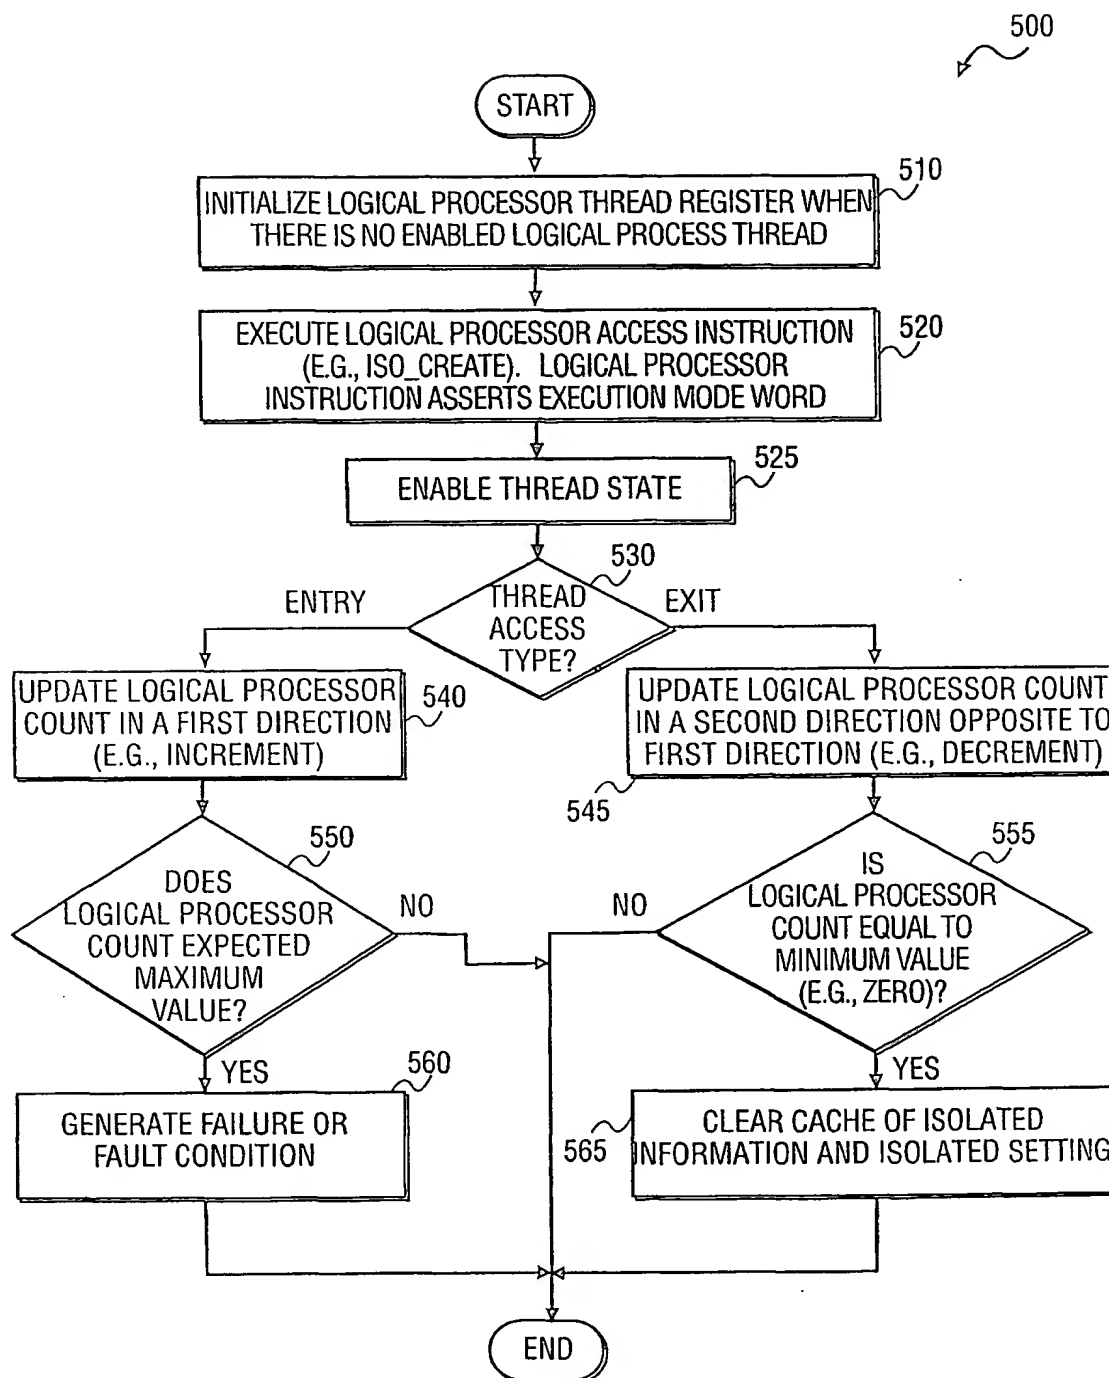 500
START
510
INITIALIZE LOGICAL PROCESSOR THREAD REGISTER WHEN
THERE IS NO ENABLED LOGICAL PROCESS THREAD
EXECUTE LOGICAL PROCESSOR ACCESS INSTRUCTION
(E.G., ISO_CREATE). LOGICAL PROCESSOR
INSTRUCTION ASSERTS EXECUTION MODE WORD
520
525
ENABLE THREAD STATE
530
ENTRY
THREAD
ACCESS
TYPE?
EXIT
UPDATE LOGICAL PROCESSOR
COUNT IN A FIRST DIRECTION
(E.G., INCREMENT)
540
UPDATE LOGICAL PROCESSOR COUNT
IN A SECOND DIRECTION OPPOSITE TO
FIRST DIRECTION (E.G., DECREMENT)
545
550
DOES
LOGICAL PROCESSOR
COUNT EXPECTED
MAXIMUM
VALUE?
NO
YES
555
IS
LOGICAL PROCESSOR
COUNT EQUAL TO
MINIMUM VALUE
(E.G., ZERO)?
NO
YES
560
GENERATE FAILURE OR
FAULT CONDITION
565
CLEAR CACHE OF ISOLATED
INFORMATION AND ISOLATED SETTING
END